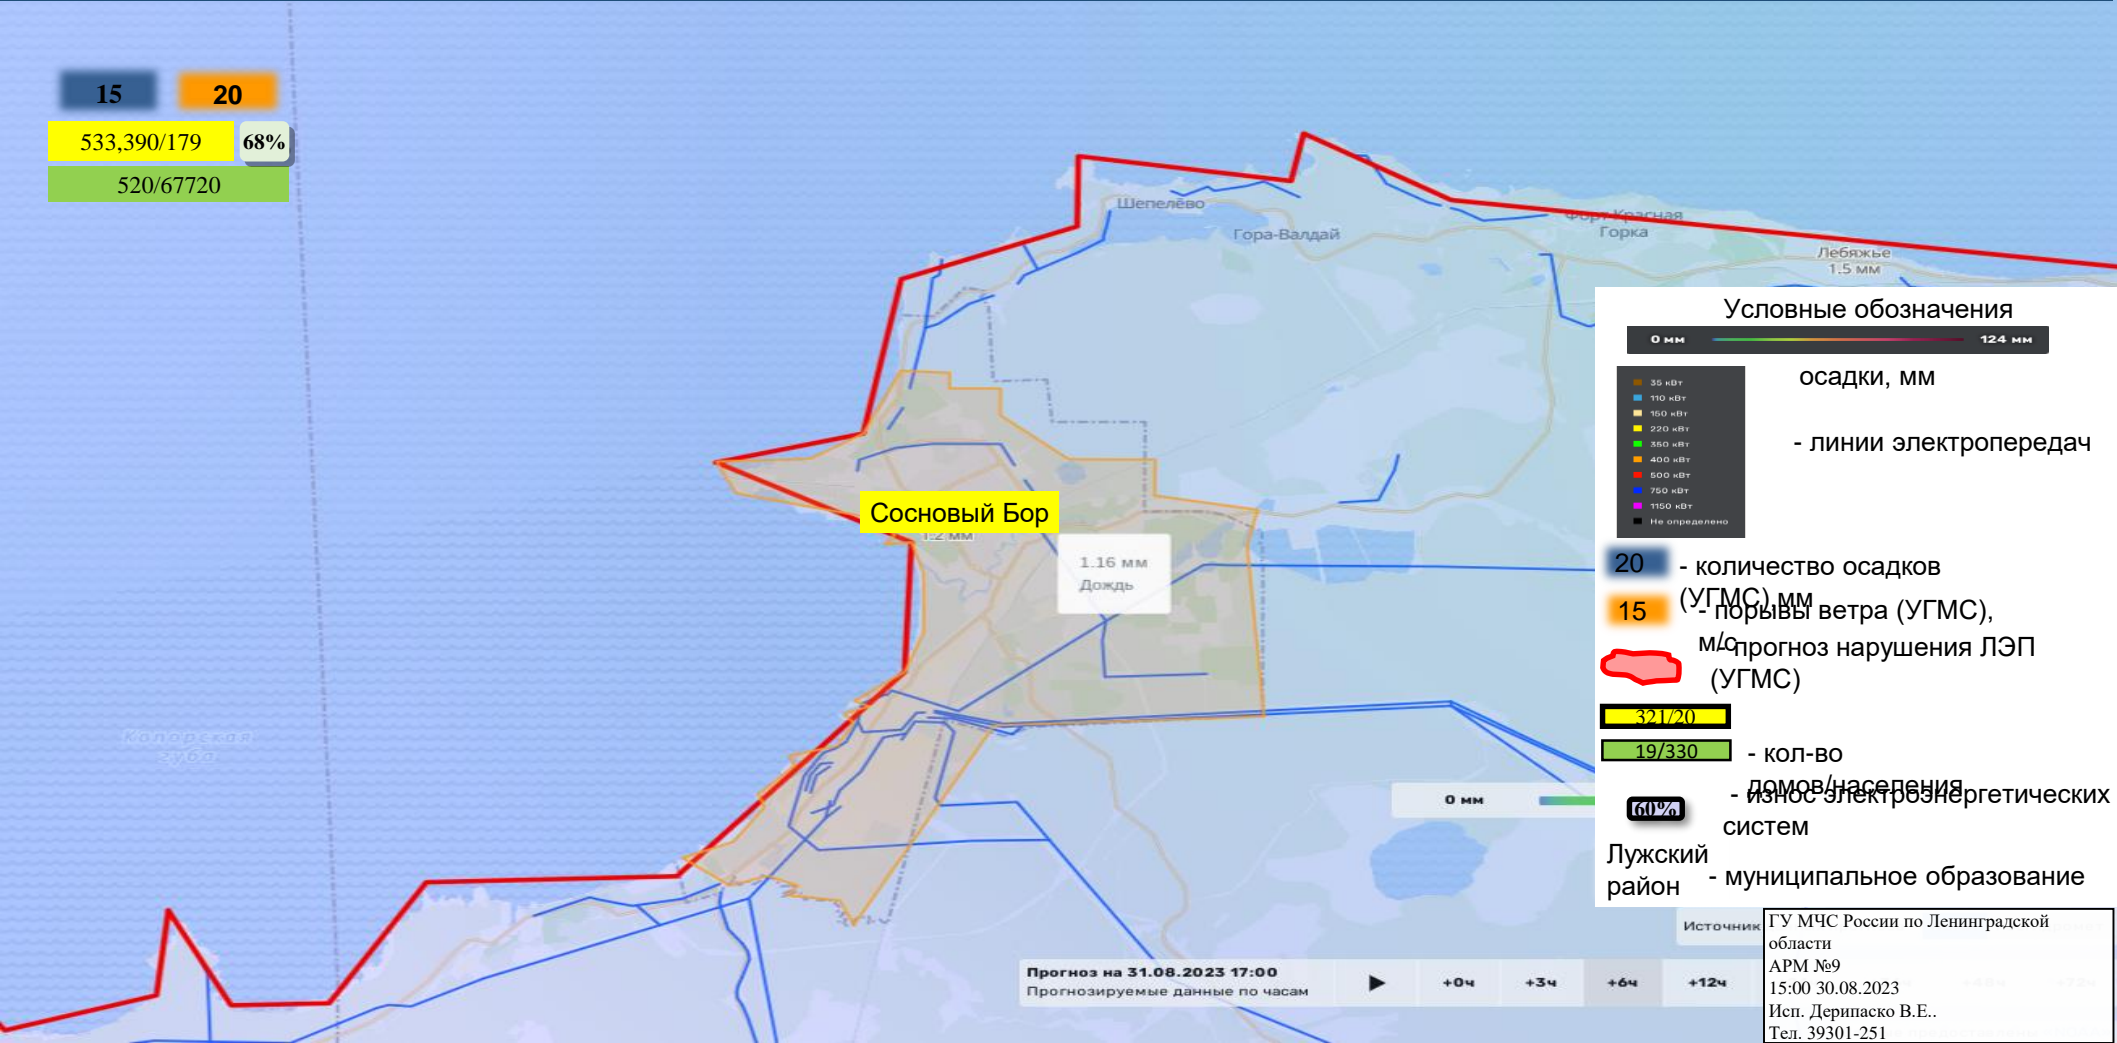 15
20
533,390/179
68%
520/67720
Шепелёво
Гора-Валдай
Форт Красная
Горка
Лебяжье
1.5 мм
Условные обозначения
0 мм
124 мм
осадки, мм
35 кВт
110 кВт
150 кВт
220 кВт
350 кВт
400 кВт
500 кВт
750 кВт
1150 кВт
Не определено
- линии электропередач
Сосновый Бор
1.2 мм
1.16 мм
Дождь
20
- количество осадков
(УГМС),мм
15
- порывы ветра (УГМС),
м/с
- прогноз нарушения ЛЭП
(УГМС)
321/20
19/330
- кол-во
домов/населения
60%
- износ электроэнергетических
систем
Лужский
район
- муниципальное образование
Копорская
губа
0 мм
Источник
Прогноз на 31.08.2023 17:00
Прогнозируемые данные по часам
+0ч
+3ч
+6ч
+12ч
ГУ МЧС России по Ленинградской
области
АРМ №9
15:00 30.08.2023
Исп. Дерипаско В.Е..
Тел. 39301-251